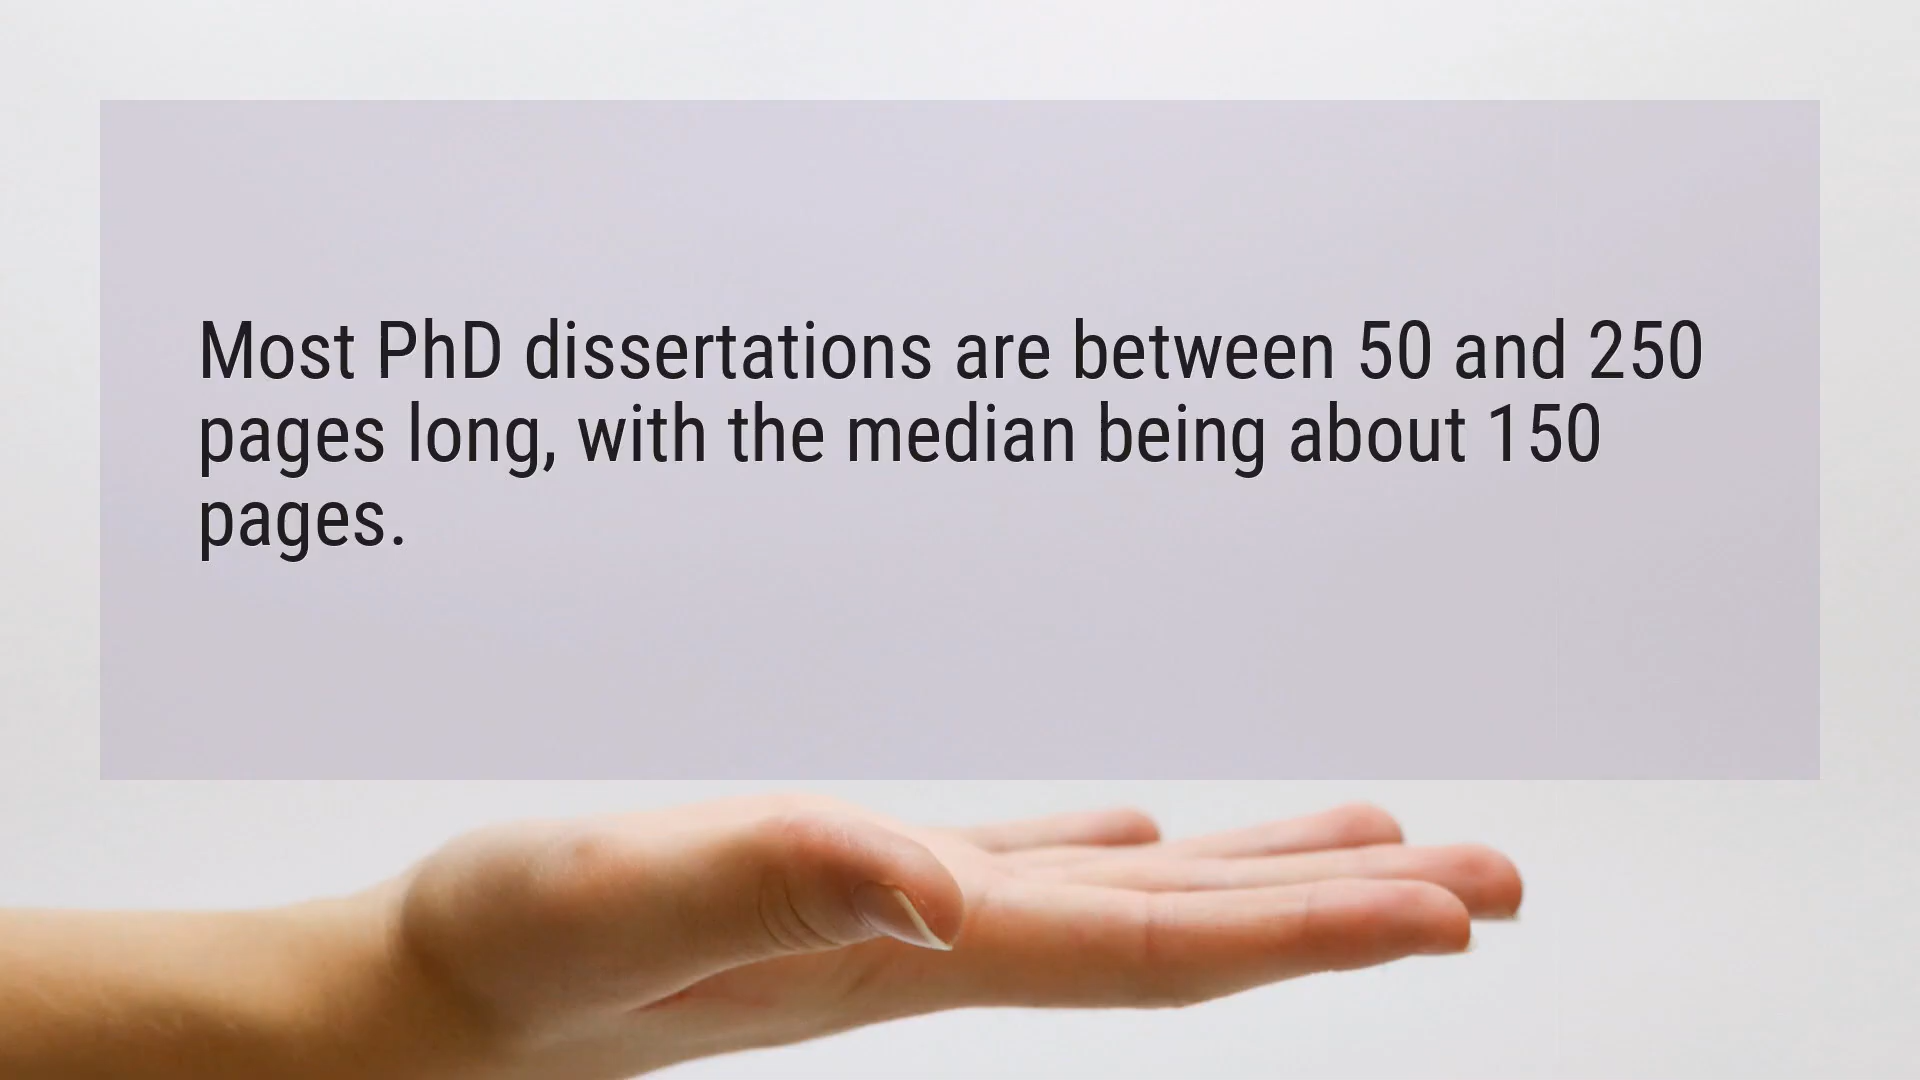 Most PhD dissertations are between 50 and 250
pages long, with the median being about 150
pages.